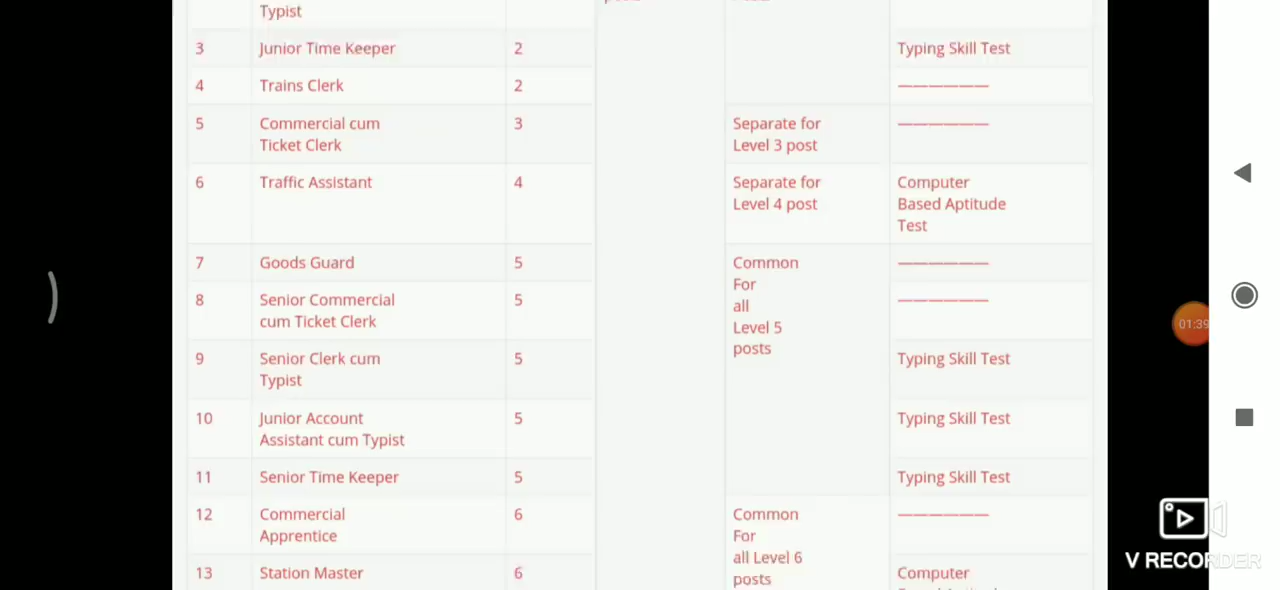 Typist
posts
3 Junior Time Keeper 2 Typing Skill Test
4 Trains Clerk 2 ——————
5 Commercial cum Ticket Clerk 3 Separate for Level 3 post ——————
6 Traffic Assistant 4 Separate for Level 4 post Computer Based Aptitude Test
7 Goods Guard 5 Common For all Level 5 posts ——————
8 Senior Commercial cum Ticket Clerk 5 ——————
9 Senior Clerk cum Typist 5 Typing Skill Test
10 Junior Account Assistant cum Typist 5 Typing Skill Test
11 Senior Time Keeper 5 Typing Skill Test
12 Commercial Apprentice 6 Common For all Level 6 posts ——————
13 Station Master 6 Computer
01:39
V RECORDER